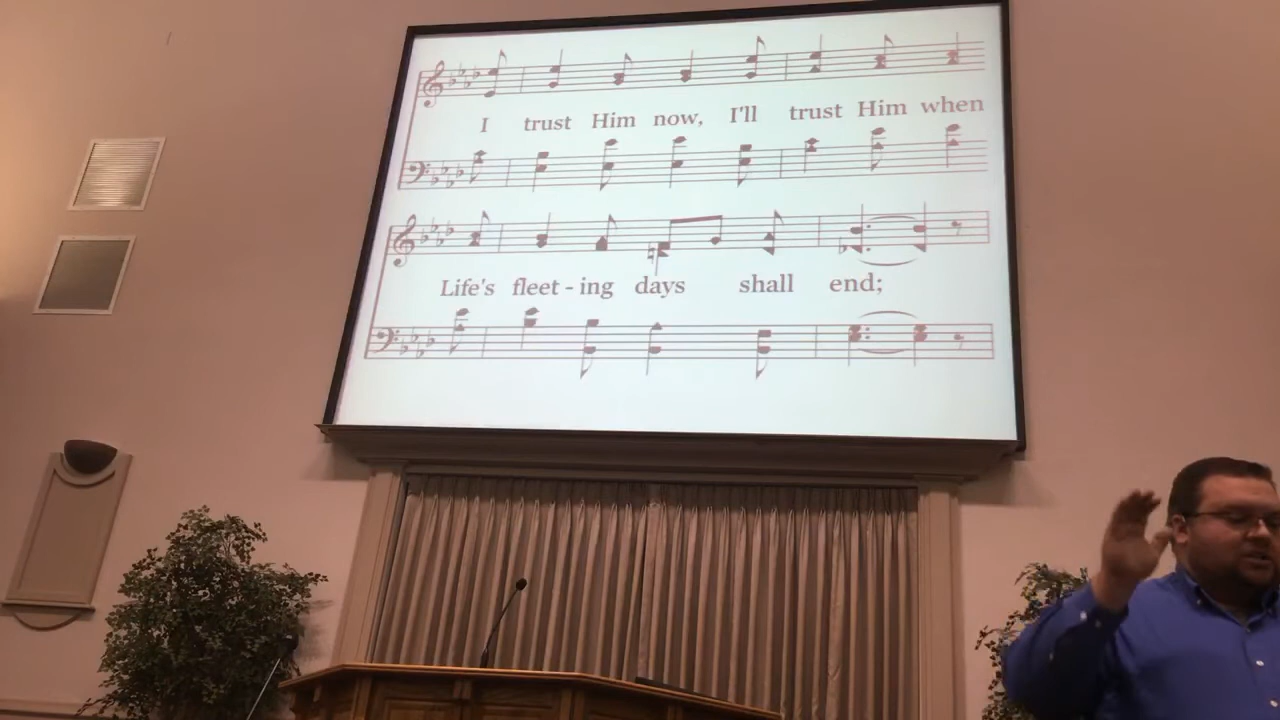 I trust Him now, I'll trust Him when
Life's fleet - ing days shall end;